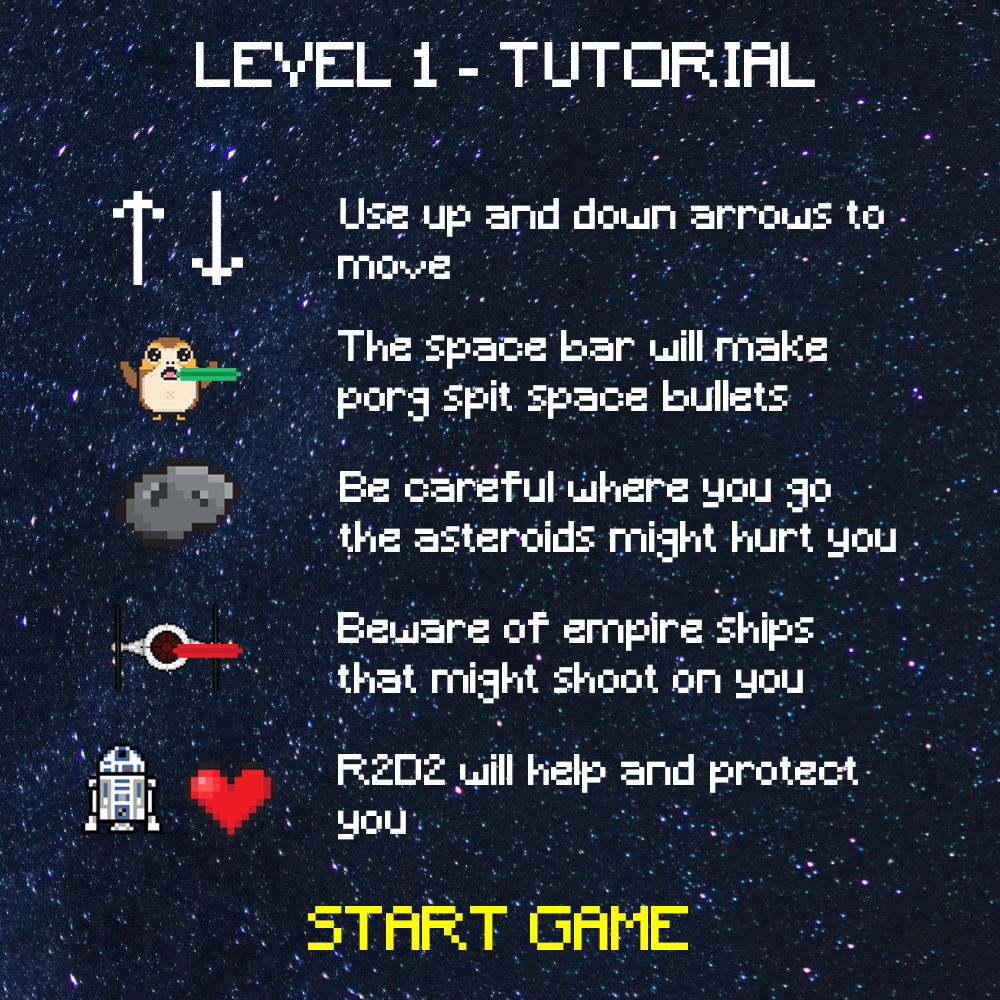 LEVEL 1 - TUTORIAL
Use up and down arrows to
move
The space bar will make
porg spit space bullets
Be careful where you go
the asteroids might hurt you
Beware of empire ships
that might shoot on you
R2D2 will help and protect
you
START GAME